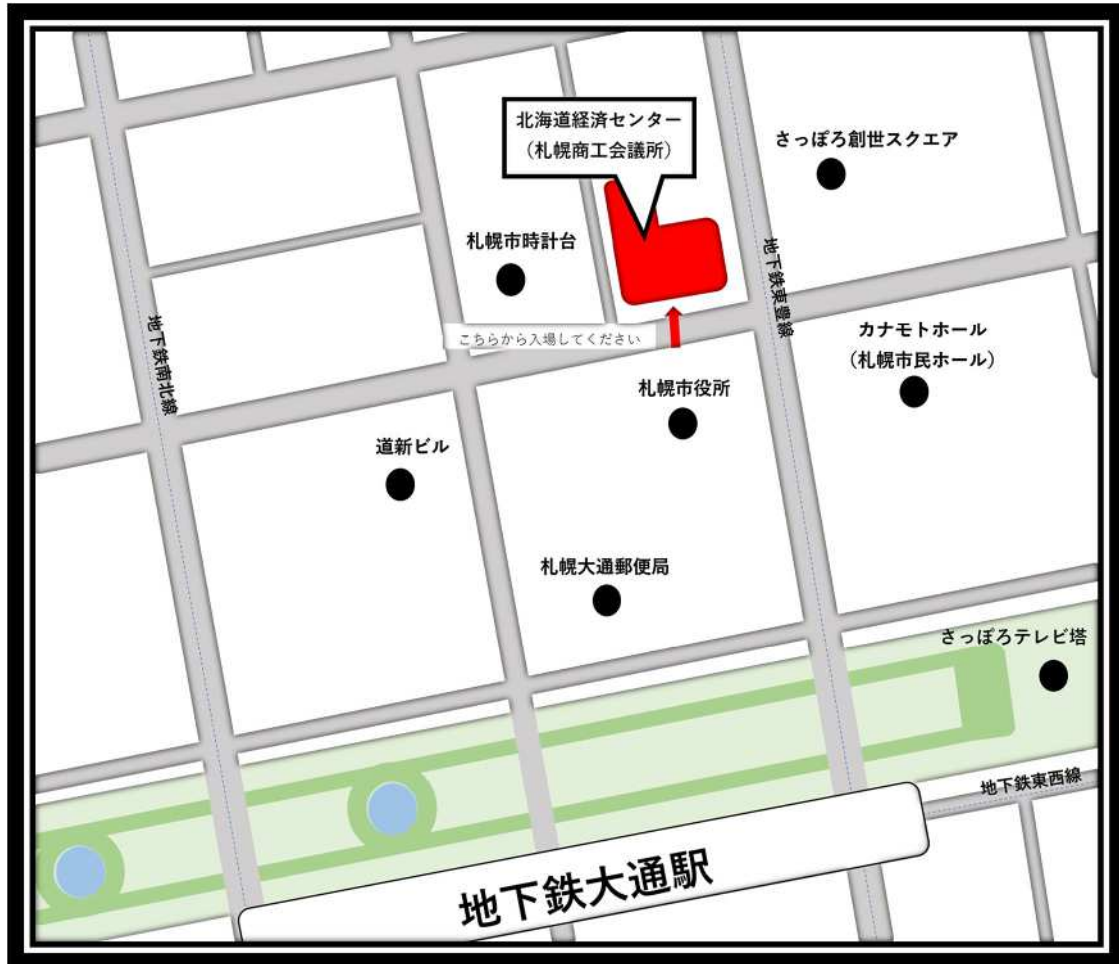 北海道経済センター
（札幌商工会議所）
さっぽろ創世スクエア
札幌市時計台
地下鉄東豊線
地下鉄南北線
こちらから入場してください
カナモトホール
（札幌市民ホール）
札幌市役所
道新ビル
札幌大通郵便局
さっぽろテレビ塔
地下鉄東西線
地下鉄大通駅